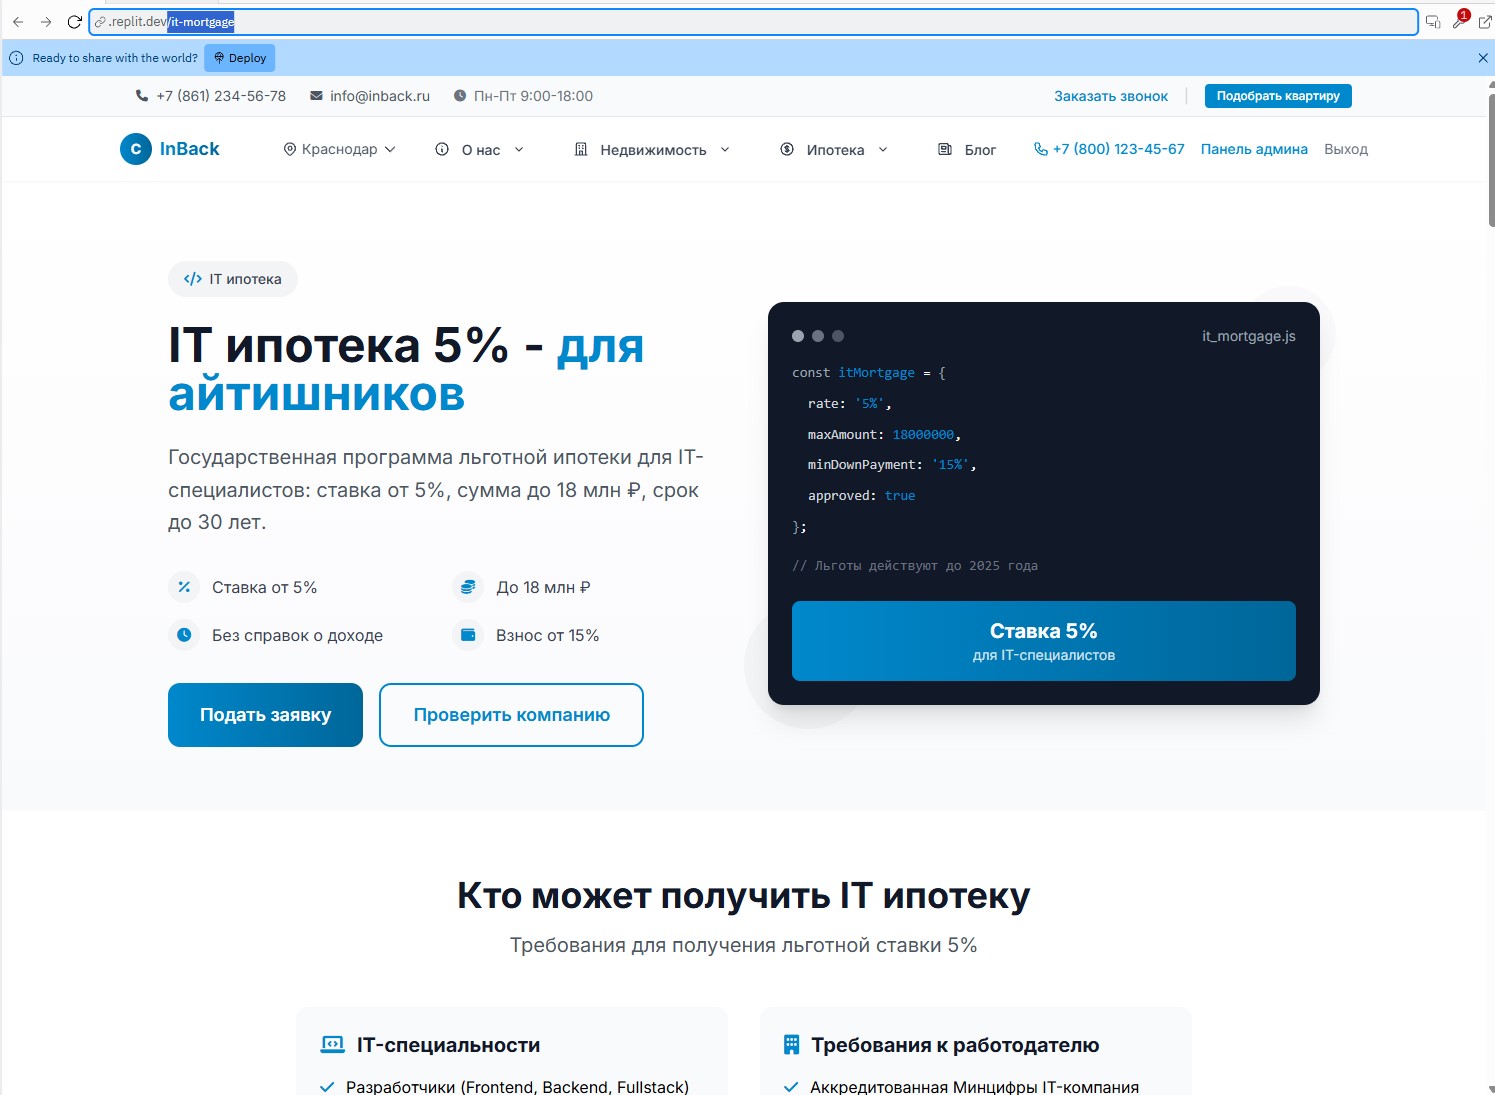 .replit.dev/it-mortgage
1
Ready to share with the world? Deploy
+7 (861) 234-56-78 info@inback.ru Пн-Пт 9:00-18:00 Заказать звонок Подобрать квартиру
C InBack Краснодар О нас Недвижимость Ипотека Блог +7 (800) 123-45-67 Панель админа Выход
</> IT ипотека
IT ипотека 5% - для
айтишников
Государственная программа льготной ипотеки для IT-
специалистов: ставка от 5%, сумма до 18 млн ₽, срок
до 30 лет.
Ставка от 5% До 18 млн ₽
Без справок о доходе Взнос от 15%
Подать заявку Проверить компанию
it_mortgage.js
const itMortgage = {
rate: '5%',
maxAmount: 18000000,
minDownPayment: '15%',
approved: true
};
// Льготы действуют до 2025 года
Ставка 5%
для IT-специалистов
Кто может получить IT ипотеку
Требования для получения льготной ставки 5%
IT-специальности
Разработчики (Frontend, Backend, Fullstack)
Требования к работодателю
Аккредитованная Минцифры IT-компания